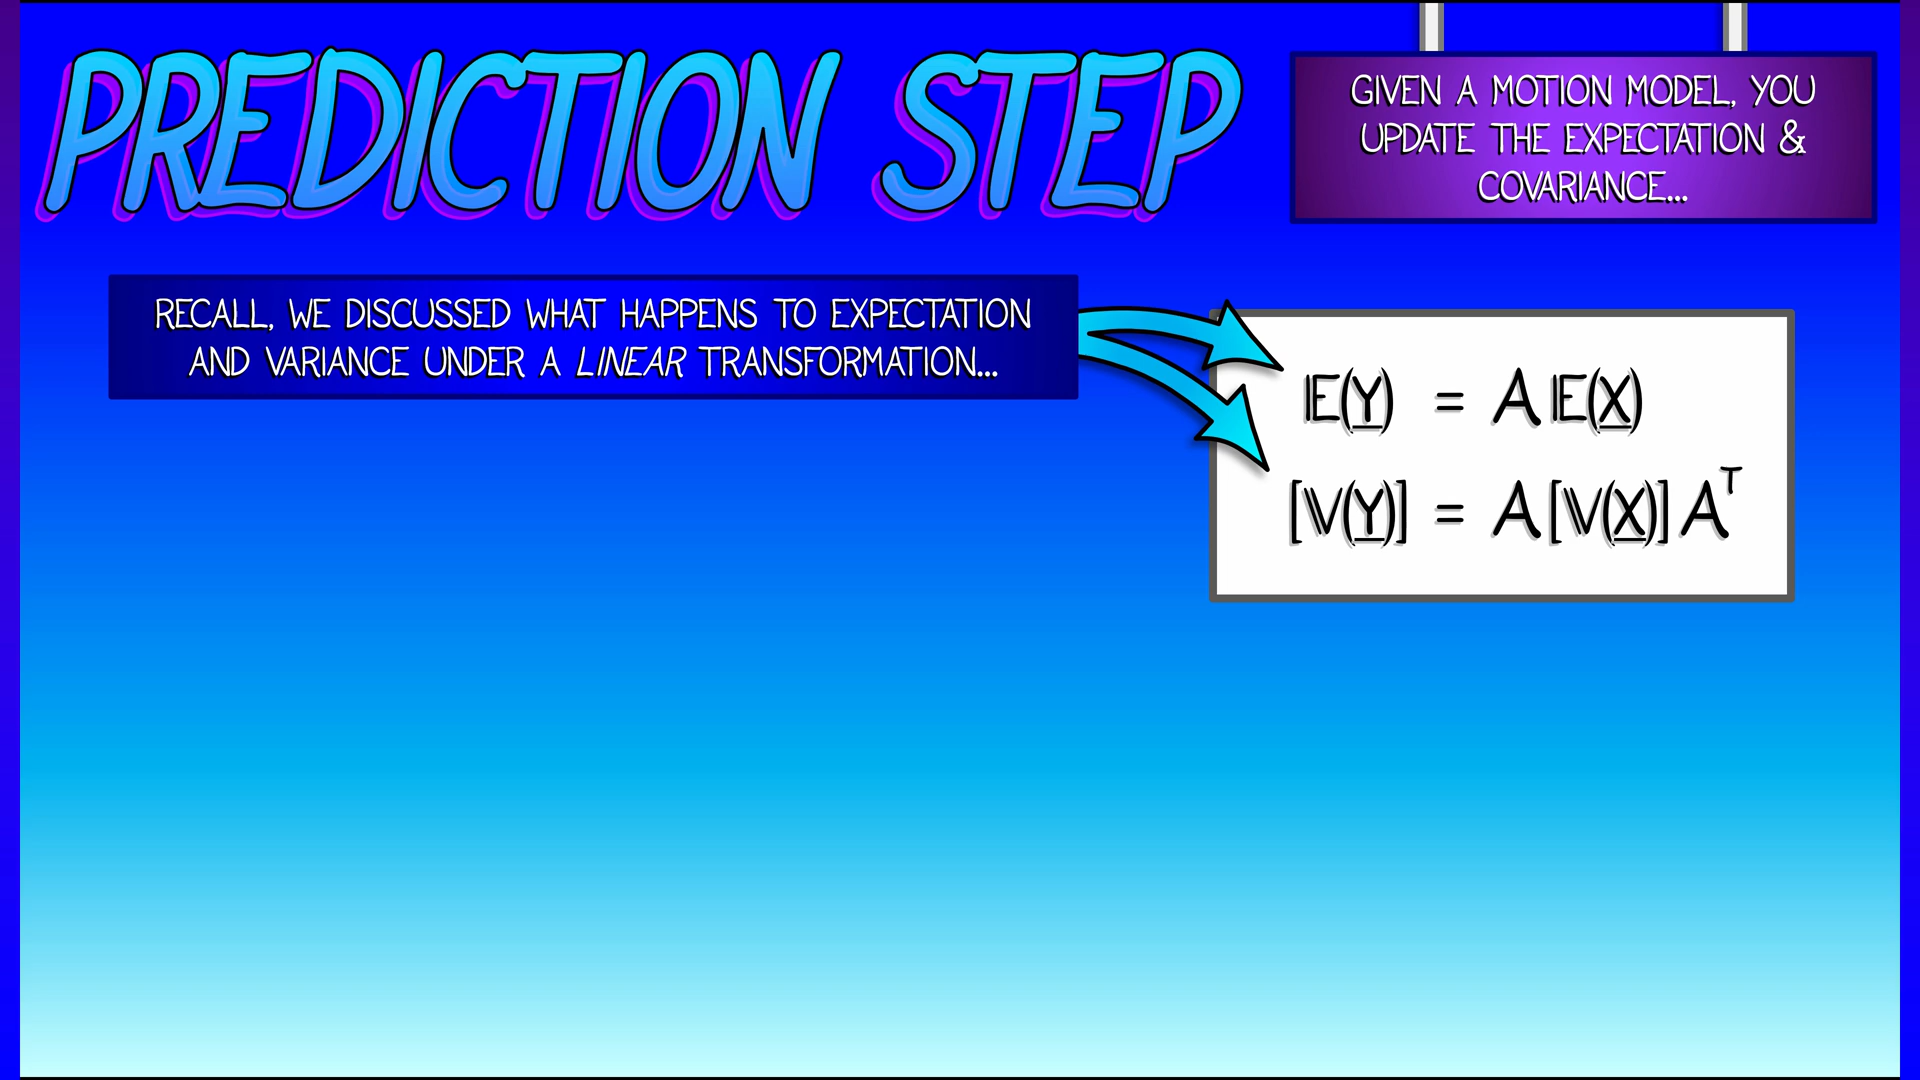 PREDICTION STEP
GIVEN A MOTION MODEL, YOU
UPDATE THE EXPECTATION &
COVARIANCE...
RECALL, WE DISCUSSED WHAT HAPPENS TO EXPECTATION
AND VARIANCE UNDER A LINEAR TRANSFORMATION...
𝔼(Y) = A 𝔼(X)
[𝕍(Y)] = A [𝕍(X)] Aᵀ